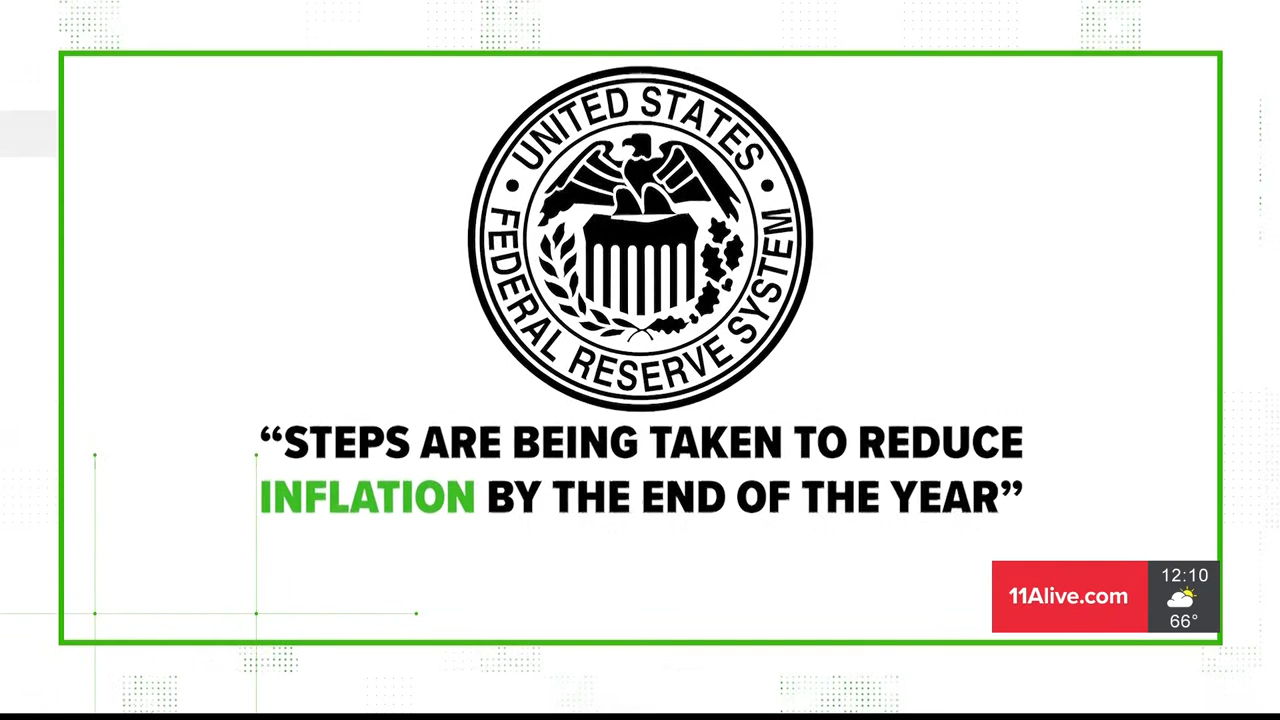 UNITED STATES
FEDERAL RESERVE SYSTEM
“STEPS ARE BEING TAKEN TO REDUCE
INFLATION BY THE END OF THE YEAR”
11Alive.com
12:10
66°